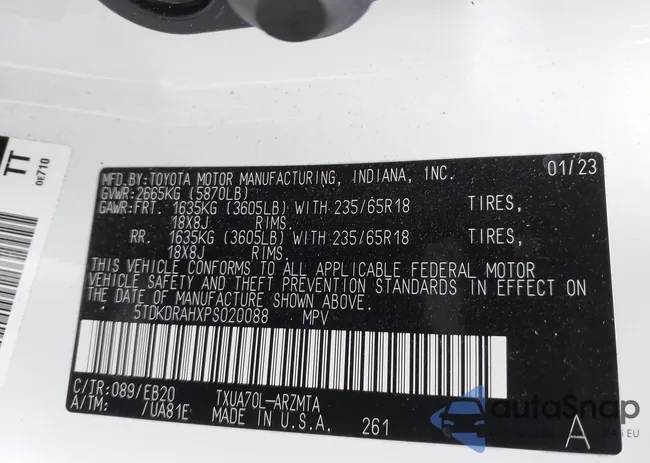 TT
0E710
MFD.BY:TOYOTA MOTOR MANUFACTURING, INDIANA, INC. 01/23
GVWR:2665KG (5870LB)
GAWR:FRT. 1635KG (3605LB) WITH 235/65R18 TIRES,
18X8J RIMS.
RR. 1635KG (3605LB) WITH 235/65R18 TIRES,
18X8J RIMS.
THIS VEHICLE CONFORMS TO ALL APPLICABLE FEDERAL MOTOR
VEHICLE SAFETY AND THEFT PREVENTION STANDARDS IN EFFECT ON
THE DATE OF MANUFACTURE SHOWN ABOVE.
5TDKDRAHXPS020088 MPV
C/TR:089/EB20 TXUA70L-ARZMTA
A/TM: /UA81E MADE IN U.S.A. 261 A
autoSnap